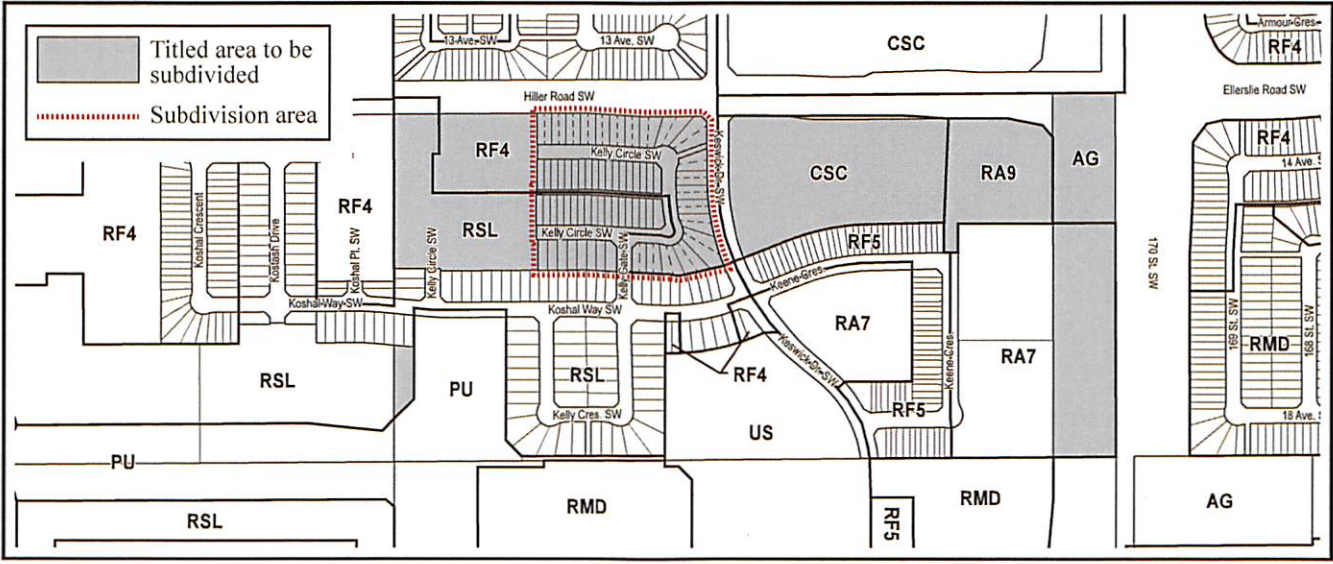 Titled area to be
subdivided
Subdivision area
13 Ave. SW
13 Ave. SW
CSC
Armour Cres.
RF4
Hiller Road SW
Ellerslie Road SW
RF4
Kelly Circle SW
Keswick Dr. SW
CSC
RA9
AG
RF4
14 Ave. S
RF4
Koshal Crescent
Kostash Drive
RF4
Koshal Pl. SW
RSL
Kelly Circle SW
Kelly Circle SW
Kelly Gate SW
RF5
170 St. SW
Keene Cres.
Koshal Way SW
Koshal Way SW
RA7
Keswick Dr. SW
Keene Cres.
RA7
169 St. SW
RMD
168 St. SW
RSL
PU
RSL
RF4
Kelly Cres. SW
RF5
18 Ave. S
US
PU
RSL
RMD
RF5
RMD
AG